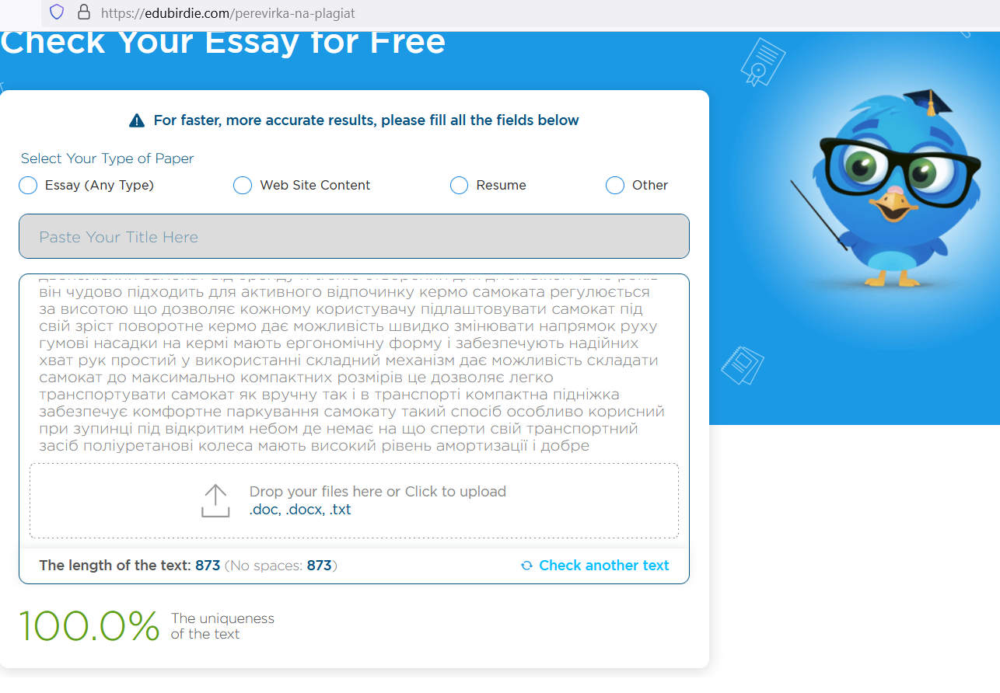 https://edubirdie.com/perevirka-na-plagiat
Check Your Essay for Free
For faster, more accurate results, please fill all the fields below
Select Your Type of Paper
Essay (Any Type) Web Site Content Resume Other
Paste Your Title Here
він чудово підходить для активного відпочинку кермо самоката регулюється
за висотою що дозволяє кожному користувачу підлаштовувати самокат під
свій зріст поворотне кермо дає можливість швидко змінювати напрямок руху
гумові насадки на кермі мають ергономічну форму і забезпечують надійних
хват рук простий у використанні складний механізм дає можливість складати
самокат до максимально компактних розмірів це дозволяє легко
транспортувати самокат як вручну так і в транспорті компактна підніжка
забезпечує комфортне паркування самокату такий спосіб особливо корисний
при зупинці під відкритим небом де немає на що сперти свій транспортний
засіб поліуретанові колеса мають високий рівень амортизації і добре
Drop your files here or Click to upload
.doc, .docx, .txt
The length of the text: 873 (No spaces: 873)
Check another text
100.0%
The uniqueness
of the text